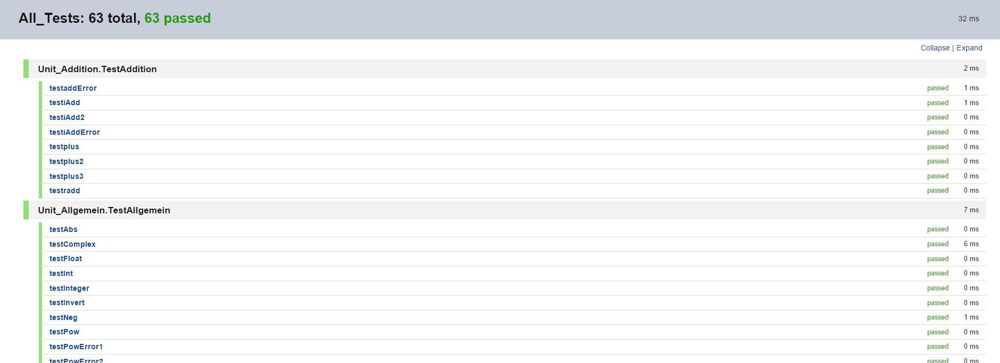 All_Tests: 63 total, 63 passed 32 ms
Collapse | Expand
Unit_Addition.TestAddition 2 ms
testaddError passed 1 ms
testiAdd passed 1 ms
testiAdd2 passed 0 ms
testiAddError passed 0 ms
testplus passed 0 ms
testplus2 passed 0 ms
testplus3 passed 0 ms
testradd passed 0 ms
Unit_Allgemein.TestAllgemein 7 ms
testAbs passed 0 ms
testComplex passed 6 ms
testFloat passed 0 ms
testInt passed 0 ms
testInteger passed 0 ms
testInvert passed 0 ms
testNeg passed 1 ms
testPow passed 0 ms
testPowError1 passed 0 ms
testPowError2 passed 0 ms